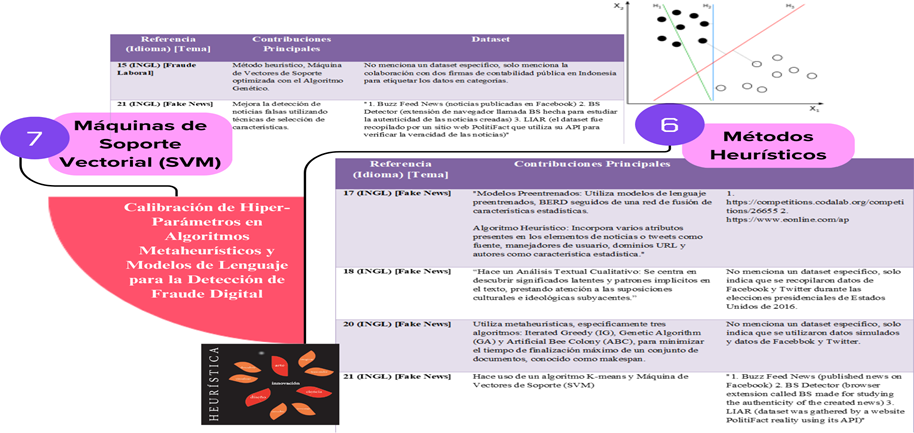 Referencia
(Idioma) [Tema]
Contribuciones
Principales
Dataset
15 (INGL) [Fraude
Laboral]
Método heurístico, Máquina
de Vectores de Soporte
optimizada con el Algoritmo
Genético.
No menciona un dataset especifico, solo menciona la
colaboración con dos firmas de contabilidad pública en Indonesia
para etiquetar los datos en categorías.
21 (INGL) [Fake News]
Mejora la detección de
noticias falsas utilizando
técnicas de selección de
características.
"1. Buzz Feed News (noticias publicadas en Facebook) 2. BS
Detector (extensión de navegador llamada BS hecha para estudiar
la autenticidad de las noticias creadas) 3. LIAR (el dataset fue
recopilado por un sitio web PolitiFact que utiliza su API para
verificar la veracidad de las noticias)"
X₂
H₁
H₂
H₃
X₁
7
Máquinas de
Soporte
Vectorial (SVM)
6
Métodos
Heurísticos
Calibración de Hiper-
Parámetros en
Algoritmos
Metaheurísticos y
Modelos de Lenguaje
para la Detección de
Fraude Digital
HEURÍSTICA
innovación
Referencia
(Idioma) [Tema]
Contribuciones Principales
17 (INGL) [Fake News]
"Modelos Preentrenados: Utiliza modelos de lenguaje
preentrenados, BERD seguidos de una red de fusión de
características estadísticas.
Algoritmo Heurístico: Incorpora varios atributos
presentes en los elementos de noticias o tweets como
fuente, manejadores de usuario, dominios URL y
autores como característica estadística."
1.
https://competitions.codalab.org/competi
tions/26655 2.
https://www.eonline.com/ap
18 (INGL) [Fake News]
"Hace un Análisis Textual Cualitativo: Se centra en
descubrir significados latentes y patrones implícitos en
el texto, prestando atención a las suposiciones
culturales e ideológicas subyacentes."
No menciona un dataset especifico, solo
indica que se recopilaron datos de
Facebook y Twitter durante las
elecciones presidenciales de Estados
Unidos de 2016.
20 (INGL) [Fake News]
Utiliza metaheurísticas, específicamente tres
algoritmos: Iterated Greedy (IG), Genetic Algorithm
(GA) y Artificial Bee Colony (ABC), para minimizar
el tiempo de finalización máximo de un conjunto de
documentos, conocido como makespan.
No menciona un dataset especifico, solo
indica que se utilizaron datos simulados
y datos de Facebbok y Twitter.
21 (INGL) [Fake News]
Hace uso de un algoritmo K-means y Máquina de
Vectores de Soporte (SVM)
"1. Buzz Feed News (published news on
Facebook) 2. BS Detector (browser
extension called BS made for studying
the authenticity of the created news) 3.
LIAR (dataset was gathered by a website
PolitiFact reality using its API)"